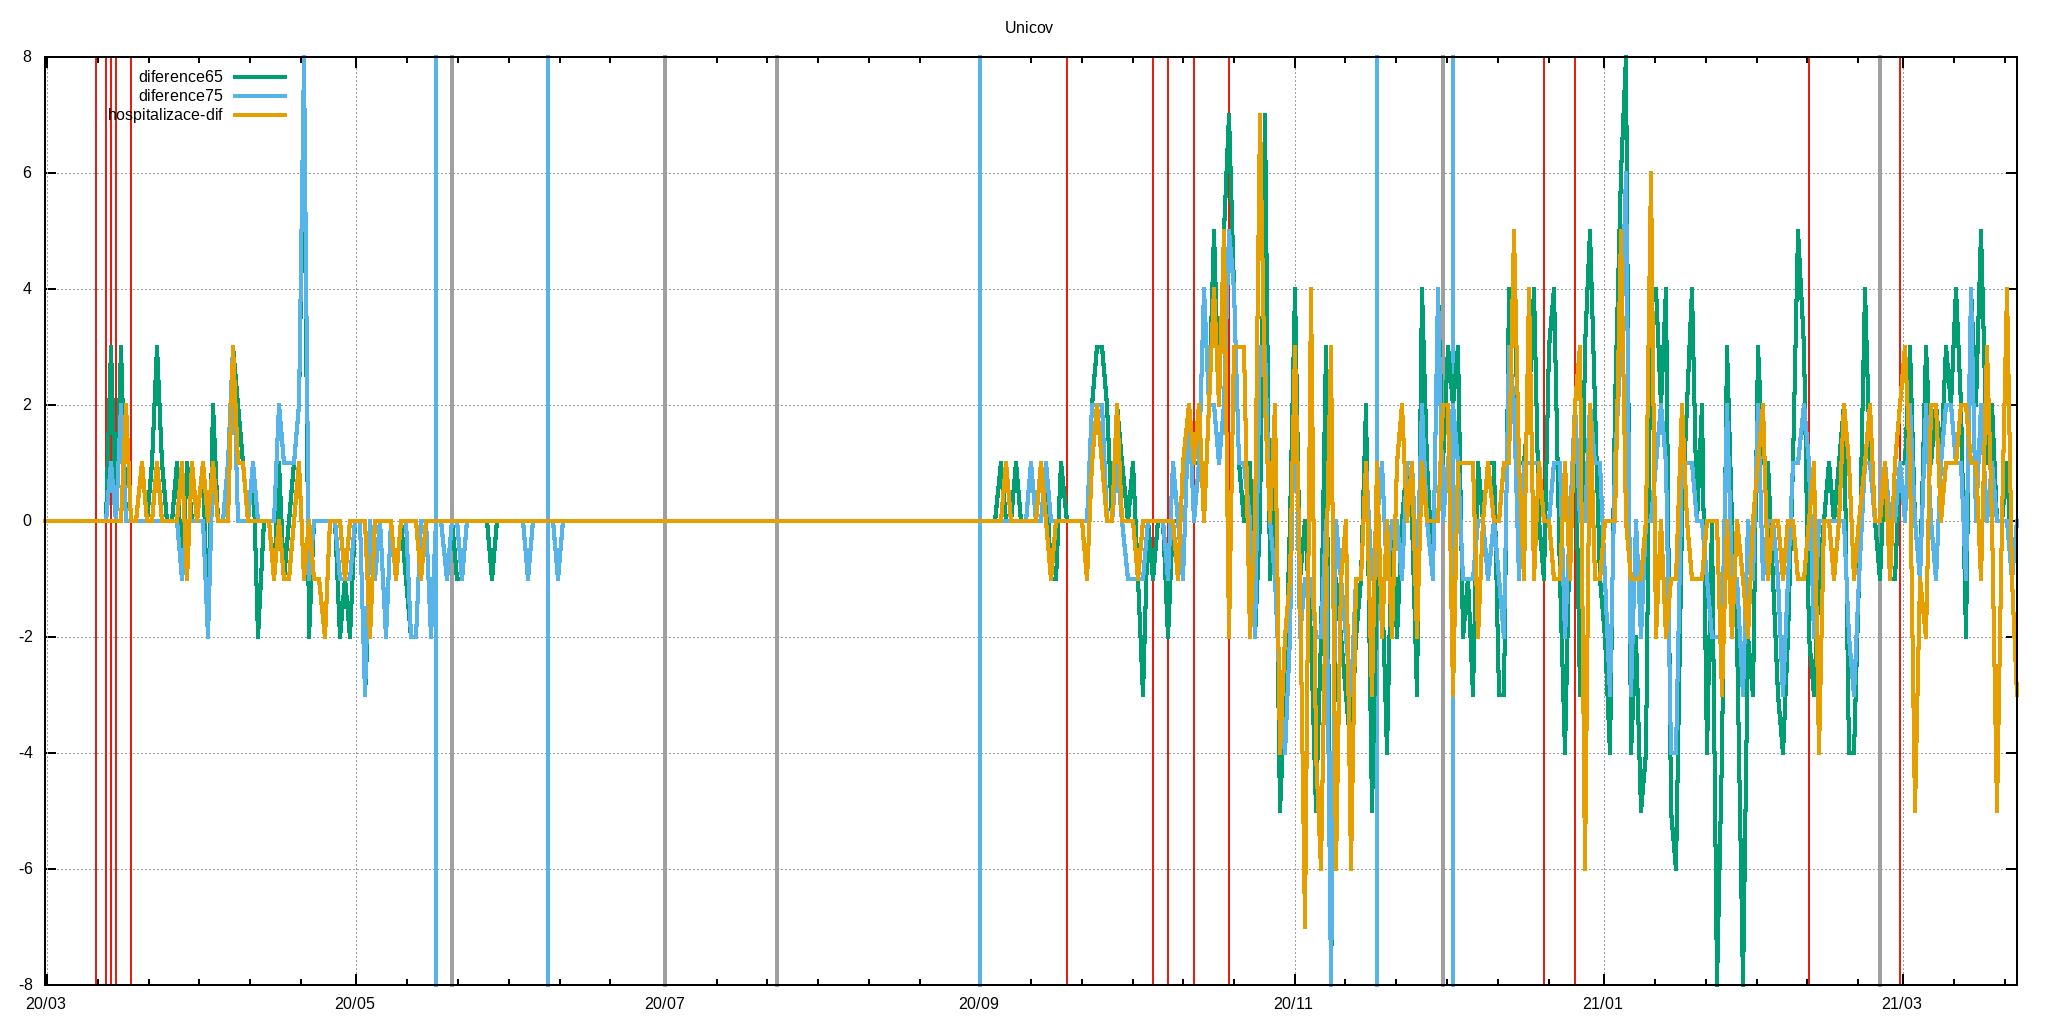 Unicov
8
diference65
diference75
hospitalizace-dif
6
4
2
0
-2
-4
-6
-8
20/03 20/05 20/07 20/09 20/11 21/01 21/03